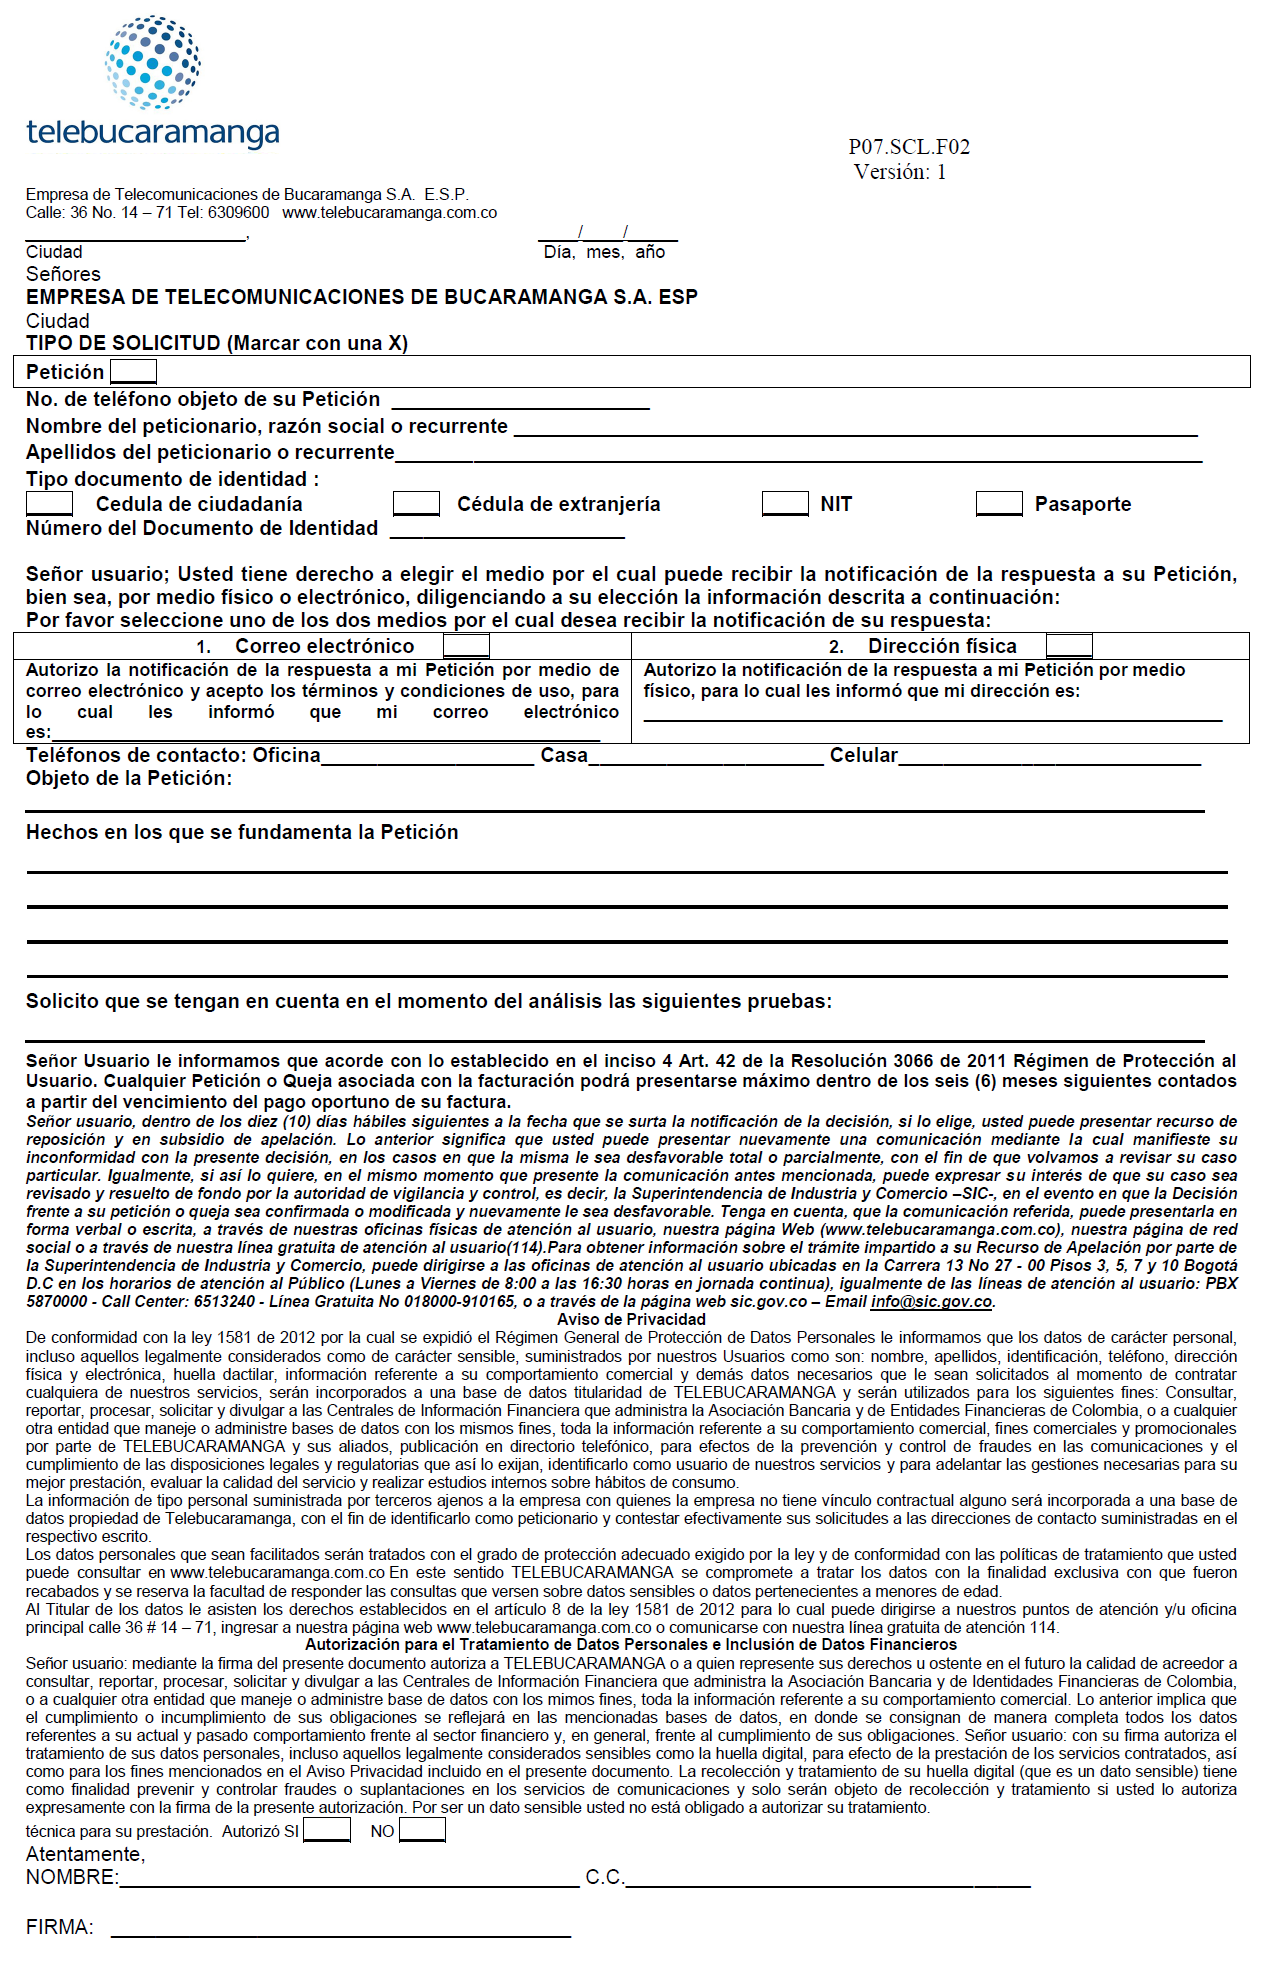 telebucaramanga
P07.SCL.F02
Versión: 1
Empresa de Telecomunicaciones de Bucaramanga S.A. E.S.P.
Calle: 36 No. 14 – 71 Tel: 6309600 www.telebucaramanga.com.co
______________________, ____/____/_____
Ciudad Día, mes, año
Señores
EMPRESA DE TELECOMUNICACIONES DE BUCARAMANGA S.A. ESP
Ciudad
TIPO DE SOLICITUD (Marcar con una X)
Petición
No. de teléfono objeto de su Petición _______________________
Nombre del peticionario, razón social o recurrente _____________________________________________
Apellidos del peticionario o recurrente_____________________________________________
Tipo documento de identidad :
Cedula de ciudadanía Cédula de extranjería NIT Pasaporte
Número del Documento de Identidad _____________________
Señor usuario; Usted tiene derecho a elegir el medio por el cual puede recibir la notificación de la respuesta a su Petición,
bien sea, por medio físico o electrónico, diligenciando a su elección la información descrita a continuación:
Por favor seleccione uno de los dos medios por el cual desea recibir la notificación de su respuesta:
1. Correo electrónico
Autorizo la notificación de la respuesta a mi Petición por medio de
correo electrónico y acepto los términos y condiciones de uso, para
lo cual les informó que mi correo electrónico
es:_____________________________________________
2. Dirección física
Autorizo la notificación de la respuesta a mi Petición por medio
físico, para lo cual les informó que mi dirección es:
_____________________________________________
Teléfonos de contacto: Oficina___________________ Casa_____________________ Celular___________________________
Objeto de la Petición:
Hechos en los que se fundamenta la Petición
Solicito que se tengan en cuenta en el momento del análisis las siguientes pruebas:
Señor Usuario le informamos que acorde con lo establecido en el inciso 4 Art. 42 de la Resolución 3066 de 2011 Régimen de Protección al
Usuario. Cualquier Petición o Queja asociada con la facturación podrá presentarse máximo dentro de los seis (6) meses siguientes contados
a partir del vencimiento del pago oportuno de su factura.
Señor usuario, dentro de los diez (10) días hábiles siguientes a la fecha que se surta la notificación de la decisión, si lo elige, usted puede presentar recurso de
reposición y en subsidio de apelación. Lo anterior significa que usted puede presentar nuevamente una comunicación mediante la cual manifieste su
inconformidad con la presente decisión, en los casos en que la misma le sea desfavorable total o parcialmente, con el fin de que volvamos a revisar su caso
particular. Igualmente, si así lo quiere, en el mismo momento que presente la comunicación antes mencionada, puede expresar su interés de que su caso sea
revisado y resuelto de fondo por la autoridad de vigilancia y control, es decir, la Superintendencia de Industria y Comercio –SIC-, en el evento en que la Decisión
frente a su petición o queja sea confirmada o modificada y nuevamente le sea desfavorable. Tenga en cuenta, que la comunicación referida, puede presentarla en
forma verbal o escrita, a través de nuestras oficinas físicas de atención al usuario, nuestra página Web (www.telebucaramanga.com.co), nuestra página de red
social o a través de nuestra línea gratuita de atención al usuario(114).Para obtener información sobre el trámite impartido a su Recurso de Apelación por parte de
la Superintendencia de Industria y Comercio, puede dirigirse a las oficinas de atención al usuario ubicadas en la Carrera 13 No 27 - 00 Pisos 3, 5, 7 y 10 Bogotá
D.C en los horarios de atención al Público (Lunes a Viernes de 8:00 a las 16:30 horas en jornada continua), igualmente de las líneas de atención al usuario: PBX
5870000 - Call Center: 6513240 - Línea Gratuita No 018000-910165, o a través de la página web sic.gov.co – Email info@sic.gov.co.
Aviso de Privacidad
De conformidad con la ley 1581 de 2012 por la cual se expidió el Régimen General de Protección de Datos Personales le informamos que los datos de carácter personal,
incluso aquellos legalmente considerados como de carácter sensible, suministrados por nuestros Usuarios como son: nombre, apellidos, identificación, teléfono, dirección
física y electrónica, huella dactilar, información referente a su comportamiento comercial y demás datos necesarios que le sean solicitados al momento de contratar
cualquiera de nuestros servicios, serán incorporados a una base de datos titularidad de TELEBUCARAMANGA y serán utilizados para los siguientes fines: Consultar,
reportar, procesar, solicitar y divulgar a las Centrales de Información Financiera que administra la Asociación Bancaria y de Entidades Financieras de Colombia, o a cualquier
otra entidad que maneje o administre bases de datos con los mismos fines, toda la información referente a su comportamiento comercial, fines comerciales y promocionales
por parte de TELEBUCARAMANGA y sus aliados, publicación en directorio telefónico, para efectos de la prevención y control de fraudes en las comunicaciones y el
cumplimiento de las disposiciones legales y regulatorias que así lo exijan, identificarlo como usuario de nuestros servicios y para adelantar las gestiones necesarias para su
mejor prestación, evaluar la calidad del servicio y realizar estudios internos sobre hábitos de consumo.
La información de tipo personal suministrada por terceros ajenos a la empresa con quienes la empresa no tiene vínculo contractual alguno será incorporada a una base de
datos propiedad de Telebucaramanga, con el fin de identificarlo como peticionario y contestar efectivamente sus solicitudes a las direcciones de contacto suministradas en el
respectivo escrito.
Los datos personales que sean facilitados serán tratados con el grado de protección adecuado exigido por la ley y de conformidad con las políticas de tratamiento que usted
puede consultar en www.telebucaramanga.com.co En este sentido TELEBUCARAMANGA se compromete a tratar los datos con la finalidad exclusiva con que fueron
recabados y se reserva la facultad de responder las consultas que versen sobre datos sensibles o datos pertenecientes a menores de edad.
Al Titular de los datos le asisten los derechos establecidos en el artículo 8 de la ley 1581 de 2012 para lo cual puede dirigirse a nuestros puntos de atención y/u oficina
principal calle 36 # 14 – 71, ingresar a nuestra página web www.telebucaramanga.com.co o comunicarse con nuestra línea gratuita de atención 114.
Autorización para el Tratamiento de Datos Personales e Inclusión de Datos Financieros
Señor usuario: mediante la firma del presente documento autoriza a TELEBUCARAMANGA o a quien represente sus derechos u ostente en el futuro la calidad de acreedor a
consultar, reportar, procesar, solicitar y divulgar a las Centrales de Información Financiera que administra la Asociación Bancaria y de Identidades Financieras de Colombia,
o a cualquier otra entidad que maneje o administre base de datos con los mimos fines, toda la información referente a su comportamiento comercial. Lo anterior implica que
el cumplimiento o incumplimiento de sus obligaciones se reflejará en las mencionadas bases de datos, en donde se consignan de manera completa todos los datos
referentes a su actual y pasado comportamiento frente al sector financiero y, en general, frente al cumplimiento de sus obligaciones. Señor usuario: con su firma autoriza el
tratamiento de sus datos personales, incluso aquellos legalmente considerados sensibles como la huella digital, para efecto de la prestación de los servicios contratados, así
como para los fines mencionados en el Aviso Privacidad incluido en el presente documento. La recolección y tratamiento de su huella digital (que es un dato sensible) tiene
como finalidad prevenir y controlar fraudes o suplantaciones en los servicios de comunicaciones y solo serán objeto de recolección y tratamiento si usted lo autoriza
expresamente con la firma de la presente autorización. Por ser un dato sensible usted no está obligado a autorizar su tratamiento.
técnica para su prestación. Autorizó SI NO
Atentamente,
NOMBRE:_________________________________________ C.C.____________________________________
FIRMA: _________________________________________